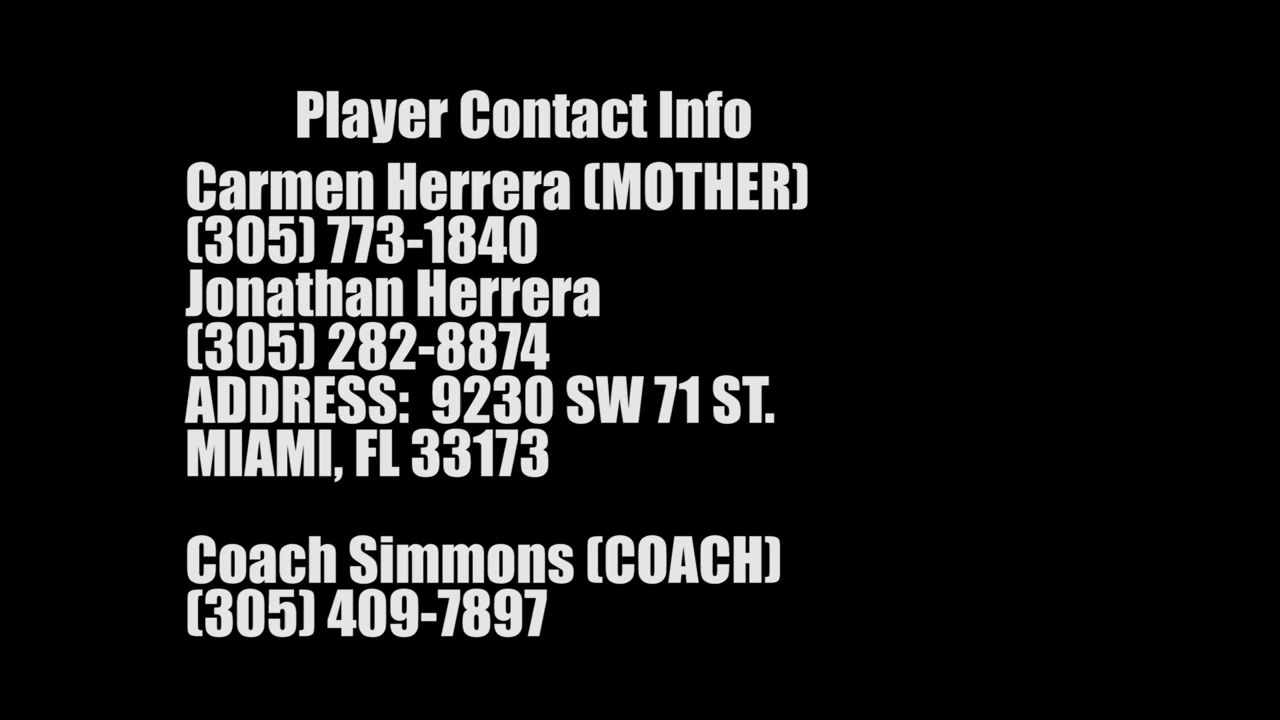 Player Contact Info
Carmen Herrera (MOTHER)
(305) 773-1840
Jonathan Herrera
(305) 282-8874
ADDRESS:  9230 SW 71 ST.
MIAMI, FL 33173
Coach Simmons (COACH)
(305) 409-7897